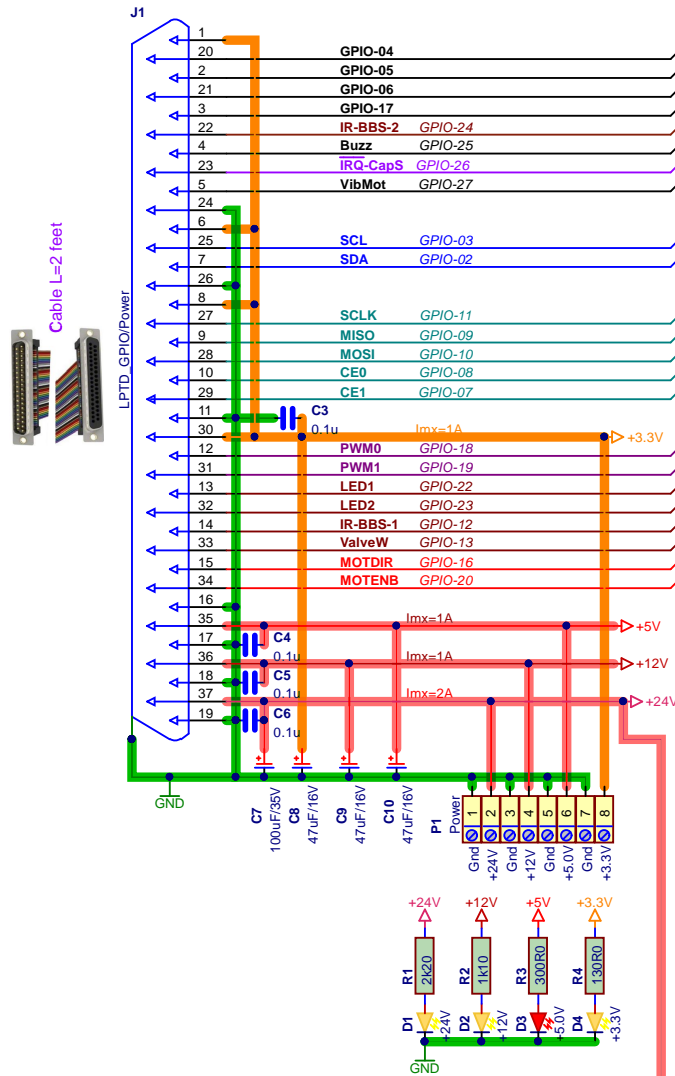 J1
1
20 GPIO-04
2 GPIO-05
21 GPIO-06
3 GPIO-17
22 IR-BBS-2 GPIO-24
4 Buzz GPIO-25
23 IRQ-CapS GPIO-26
5 VibMot GPIO-27
24
6
25 SCL GPIO-03
7 SDA GPIO-02
26
8
27 SCLK GPIO-11
9 MISO GPIO-09
28 MOSI GPIO-10
10 CE0 GPIO-08
29 CE1 GPIO-07
11 C3
0.1u
30 Imx=1A +3.3V
12 PWM0 GPIO-18
31 PWM1 GPIO-19
13 LED1 GPIO-22
32 LED2 GPIO-23
14 IR-BBS-1 GPIO-12
33 ValveW GPIO-13
15 MOTDIR GPIO-16
34 MOTENB GPIO-20
16
35 Imx=1A +5V
17 C4
0.1u
36 Imx=1A +12V
18 C5
0.1u
37 Imx=2A +24V
19 C6
0.1u
Cable L=2 feet
LPTD_GPIO/Power
+ + + +
GND
C7
100uF/35V
C8
47uF/16V
C9
47uF/16V
C10
47uF/16V
P1
Power
1 2 3 4 5 6 7 8
Gnd +24V Gnd +12V Gnd +5.0V Gnd +3.3V
+24V +12V +5V +3.3V
R1 2k20 R2 1k10 R3 300R0 R4 130R0
D1 +24V D2 +12V D3 +5.0V D4 +3.3V
GND